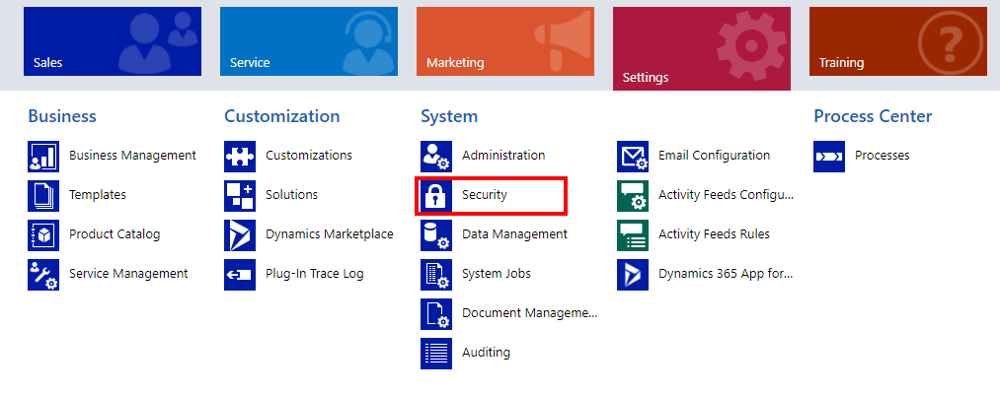 Sales
Service
Marketing
Settings
Training
Business
Business Management
Templates
Product Catalog
Service Management
Customization
Customizations
Solutions
Dynamics Marketplace
Plug-In Trace Log
System
Administration
Security
Data Management
System Jobs
Document Manageme...
Auditing
Email Configuration
Activity Feeds Configu...
Activity Feeds Rules
Dynamics 365 App for...
Process Center
Processes